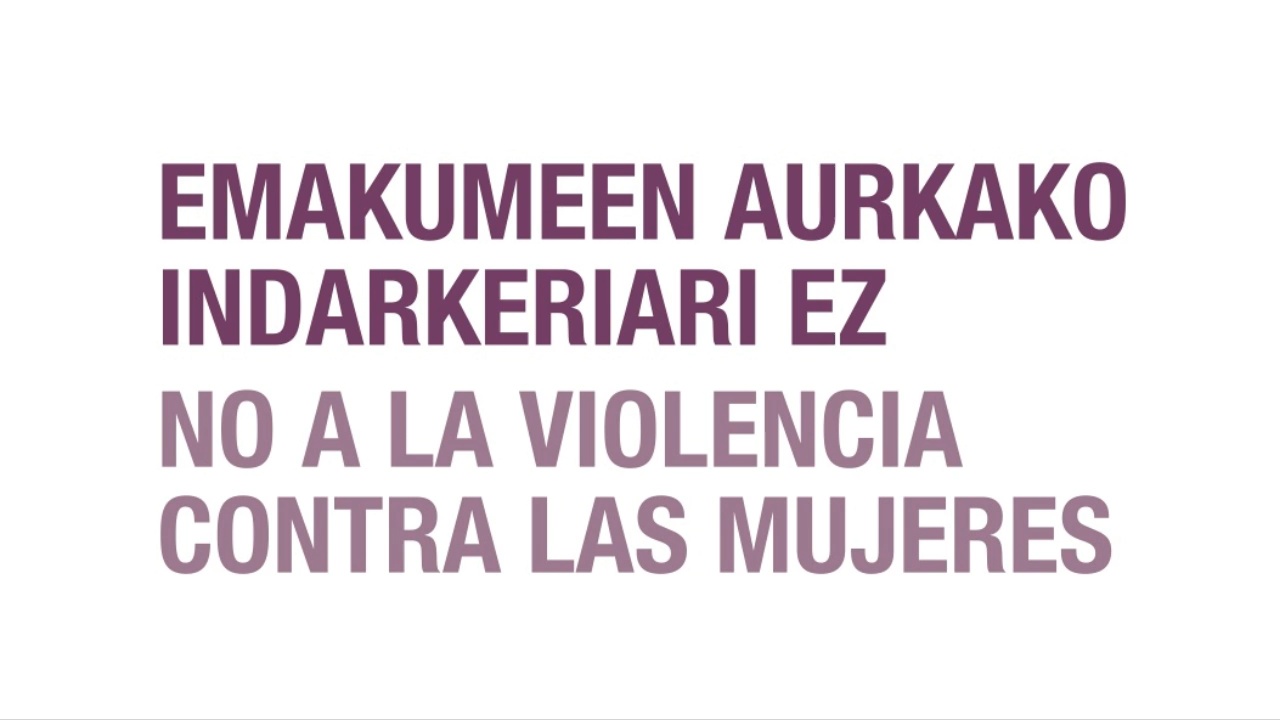 EMAKUMEEN AURKAKO
INDARKERIARI EZ
NO A LA VIOLENCIA
CONTRA LAS MUJERES